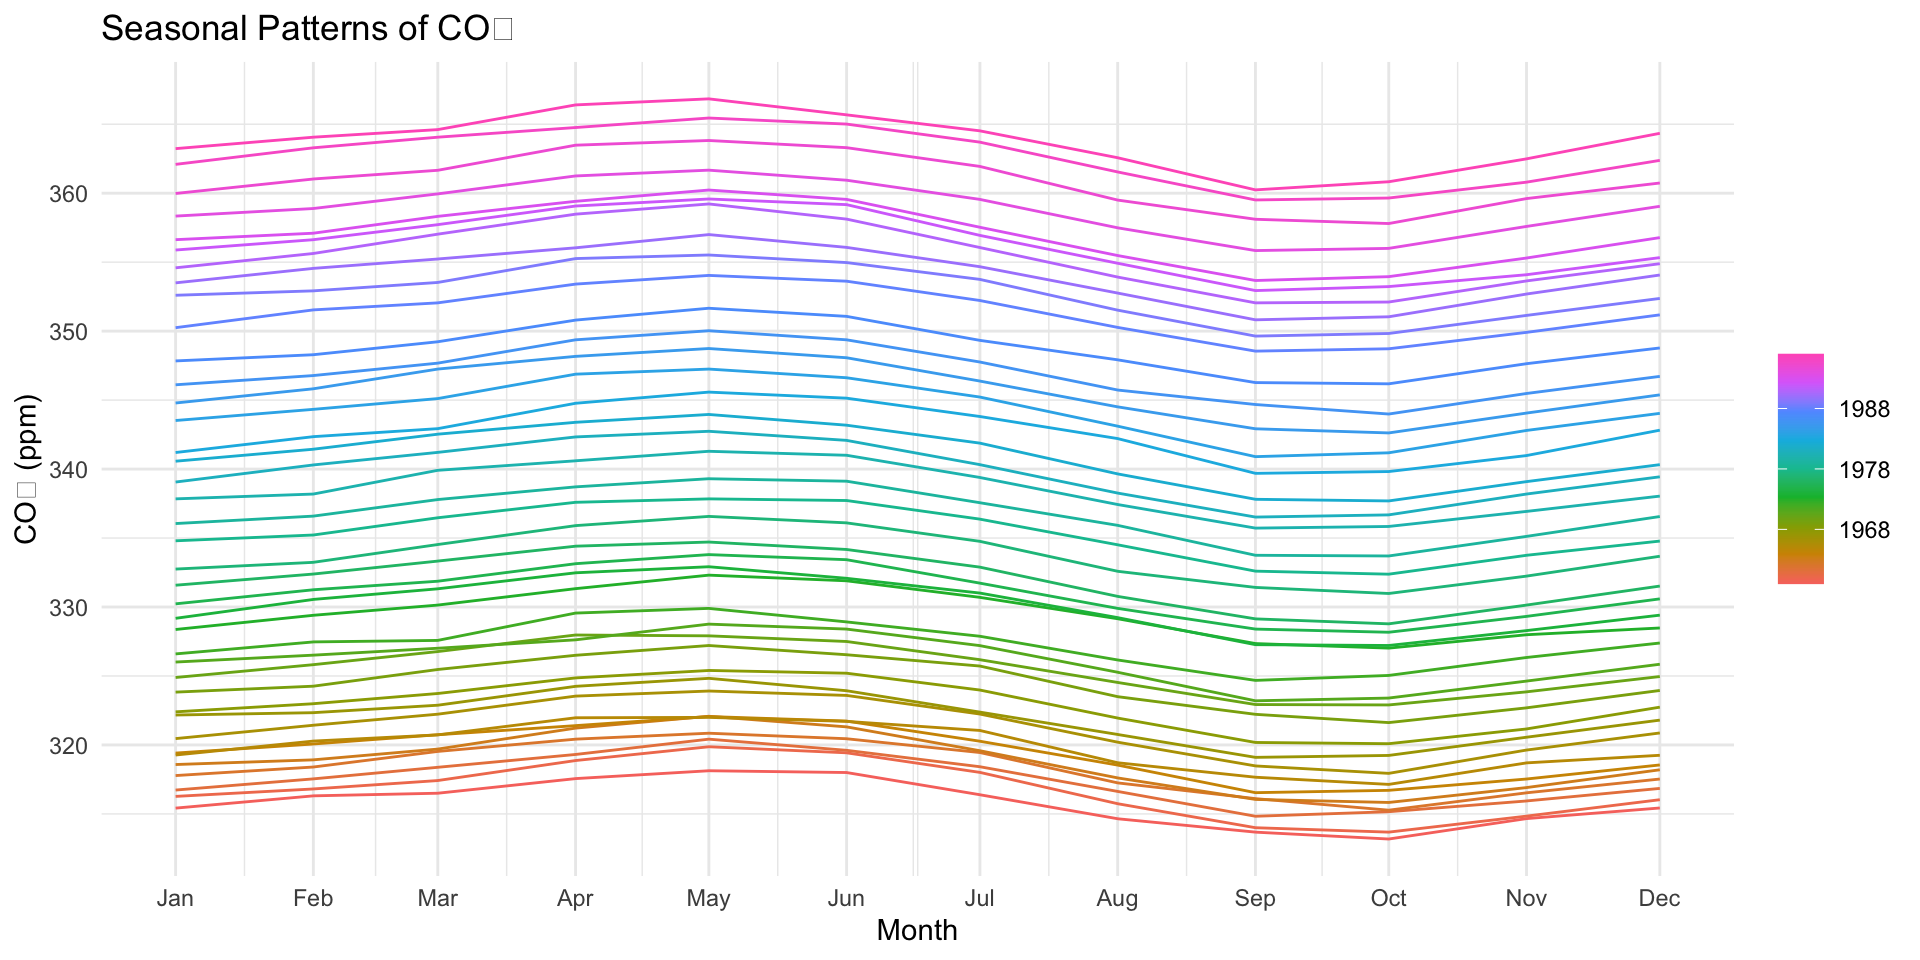 Seasonal Patterns of CO□
CO□ (ppm)
360
350
340
330
320
Jan Feb Mar Apr May Jun Jul Aug Sep Oct Nov Dec
Month
1988
1978
1968